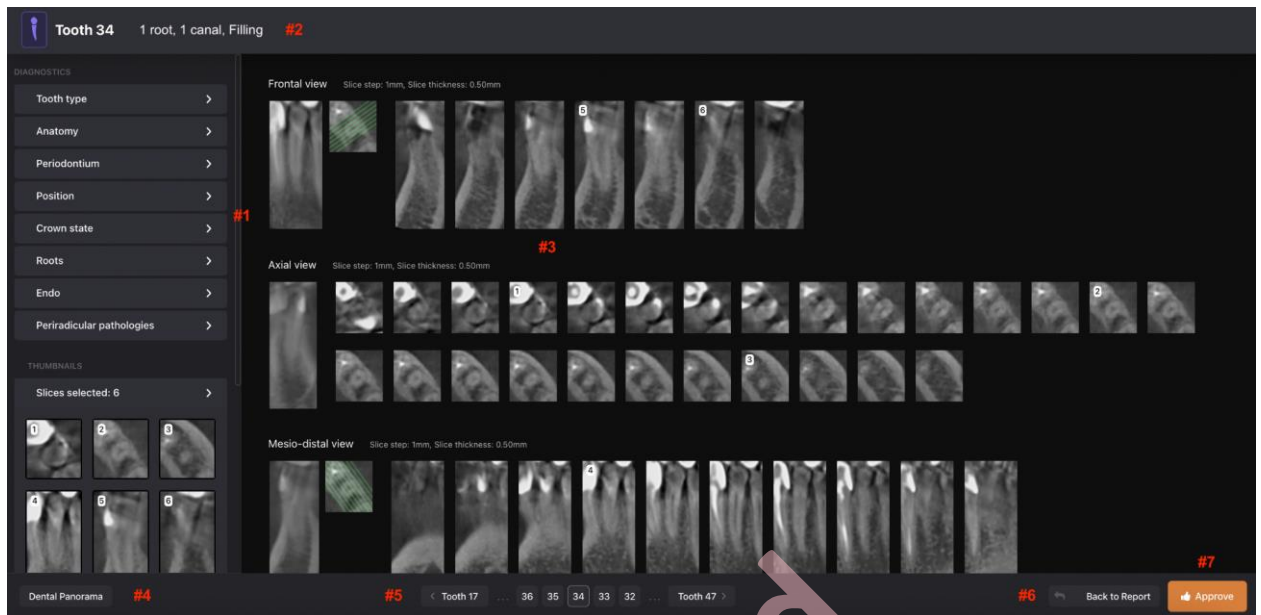 Tooth 34 1 root, 1 canal, Filling #2
DIAGNOSTICS
Tooth type
Anatomy
Periodontium
Position
Crown state
Roots
Endo
Periradicular pathologies
#1
THUMBNAILS
Slices selected: 6
1 2 3
4 5 6
Frontal view Slice step: 1mm, Slice thickness: 0.50mm
5 6
#3
Axial view Slice step: 1mm, Slice thickness: 0.50mm
1 2
3
Mesio-distal view Slice step: 1mm, Slice thickness: 0.50mm
4
#7
Dental Panorama #4 #5 < Tooth 17 ... 36 35 34 33 32 ... Tooth 47 > #6 Back to Report Approve